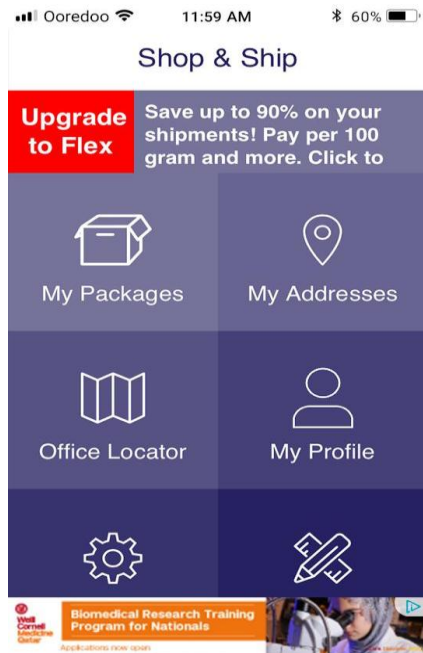 Ooredoo 11:59 AM 60%
Shop & Ship
Upgrade to Flex
Save up to 90% on your
shipments! Pay per 100
gram and more. Click to
My Packages
My Addresses
Office Locator
My Profile
Weill
Cornell
Medicine
Qatar
Biomedical Research Training
Program for Nationals
Applications now open